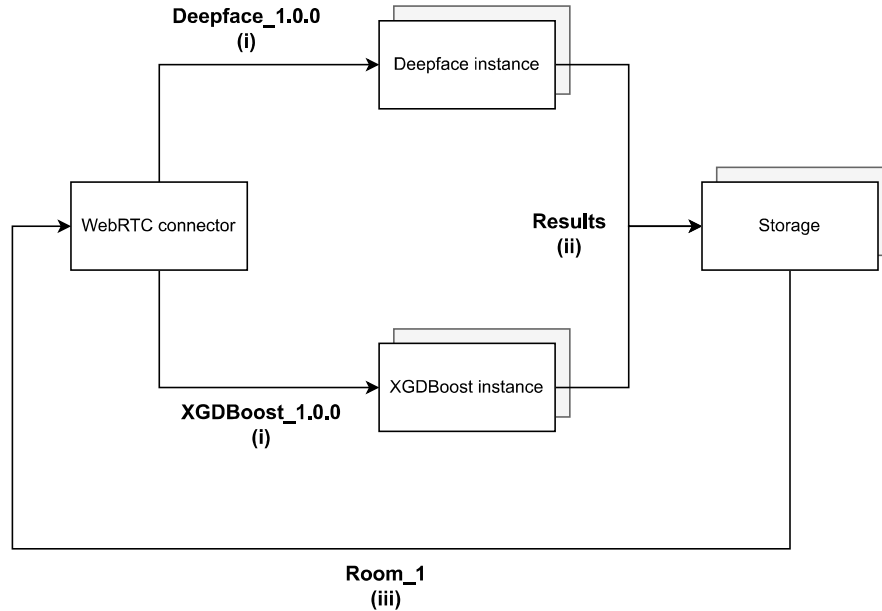 Deepface_1.0.0
(i)
Deepface instance
WebRTC connector
Results
(ii)
Storage
XGDBoost instance
XGDBoost_1.0.0
(i)
Room_1
(iii)